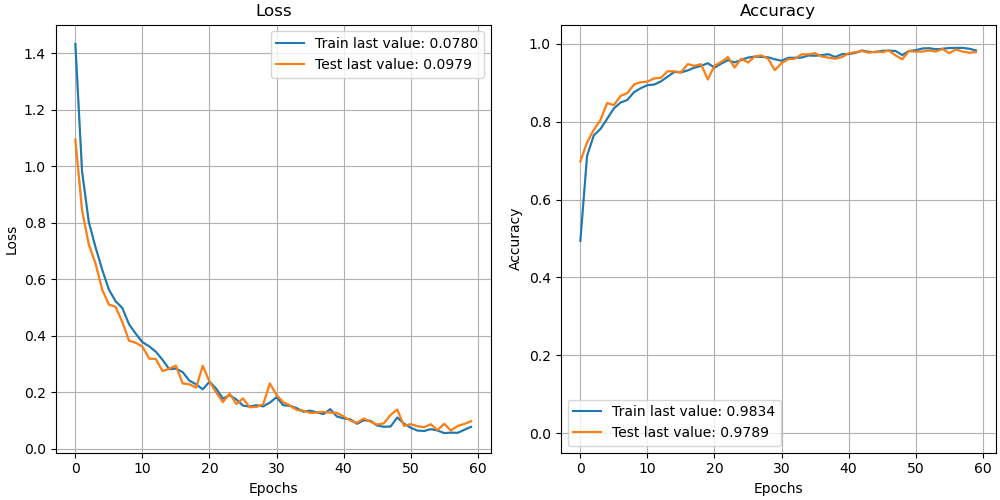 Loss
Train last value: 0.0780
Test last value: 0.0979
1.4
1.2
1.0
0.8
0.6
0.4
0.2
0.0
Loss
0 10 20 30 40 50 60
Epochs
Accuracy
1.0
0.8
0.6
0.4
0.2
0.0
Accuracy
Train last value: 0.9834
Test last value: 0.9789
0 10 20 30 40 50 60
Epochs